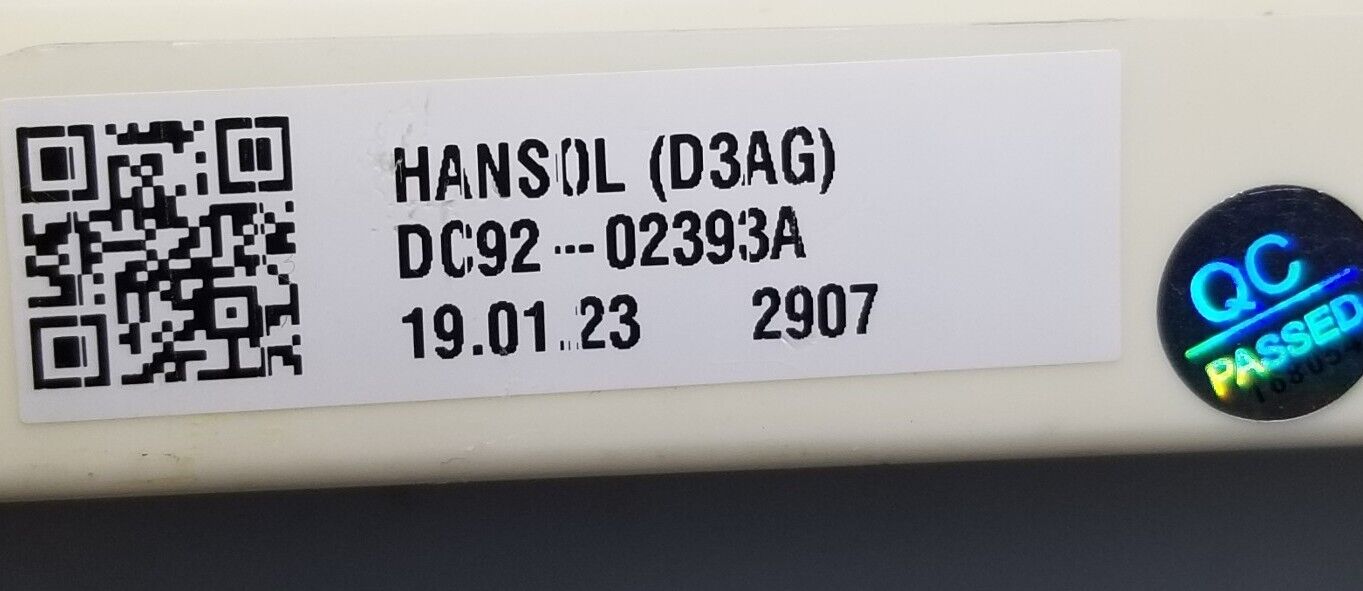 HANSOL (D3AG)
DC92-02393A
19.01.23 2907
QC
PASSED